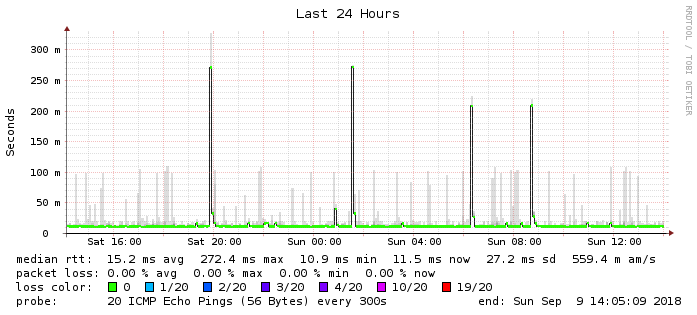 Last 24 Hours
RRDTOOL / TOBI OETIKER
Seconds
300 m
250 m
200 m
150 m
100 m
50 m
0
Sat 16:00 Sat 20:00 Sun 00:00 Sun 04:00 Sun 08:00 Sun 12:00
median rtt: 15.2 ms avg 272.4 ms max 10.9 ms min 11.5 ms now 27.2 ms sd 559.4 m am/s
packet loss: 0.00 % avg 0.00 % max 0.00 % min 0.00 % now
loss color: 0 1/20 2/20 3/20 4/20 10/20 19/20
probe: 20 ICMP Echo Pings (56 Bytes) every 300s end: Sun Sep 9 14:05:09 2018